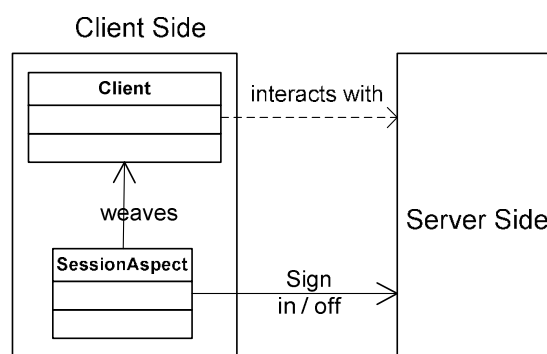 Client Side
Client
interacts with
weaves
Server Side
SessionAspect
Sign
in / off